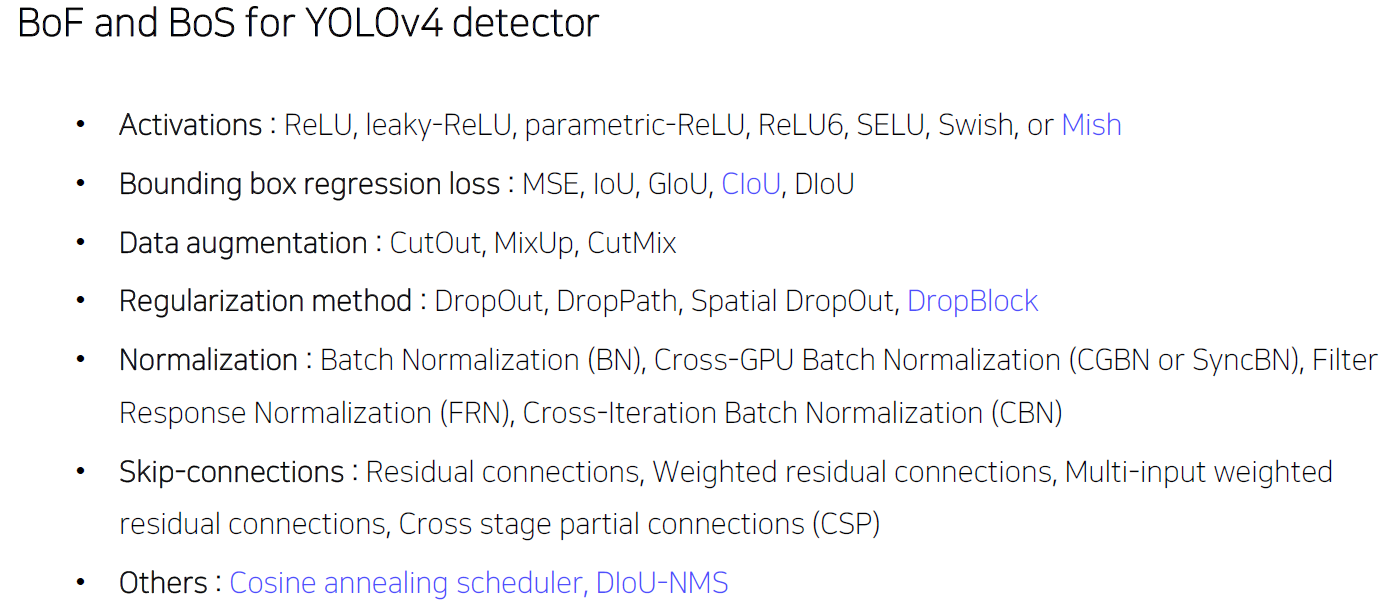 BoF and BoS for YOLOv4 detector
• Activations : ReLU, leaky-ReLU, parametric-ReLU, ReLU6, SELU, Swish, or Mish
• Bounding box regression loss : MSE, IoU, GIoU, CIoU, DIoU
• Data augmentation : CutOut, MixUp, CutMix
• Regularization method : DropOut, DropPath, Spatial DropOut, DropBlock
• Normalization : Batch Normalization (BN), Cross-GPU Batch Normalization (CGBN or SyncBN), Filter
Response Normalization (FRN), Cross-Iteration Batch Normalization (CBN)
• Skip-connections : Residual connections, Weighted residual connections, Multi-input weighted
residual connections, Cross stage partial connections (CSP)
• Others : Cosine annealing scheduler, DIoU-NMS